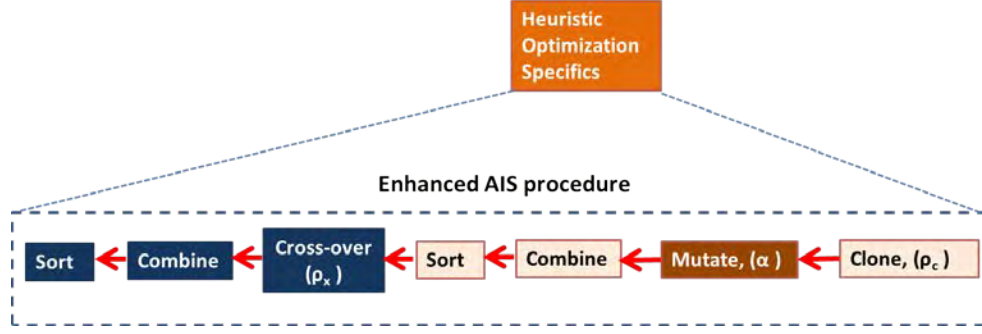 Heuristic
Optimization
Specifics
Enhanced AIS procedure
Sort
Combine
Cross-over
(ρx )
Sort
Combine
Mutate, (α )
Clone, (ρc )